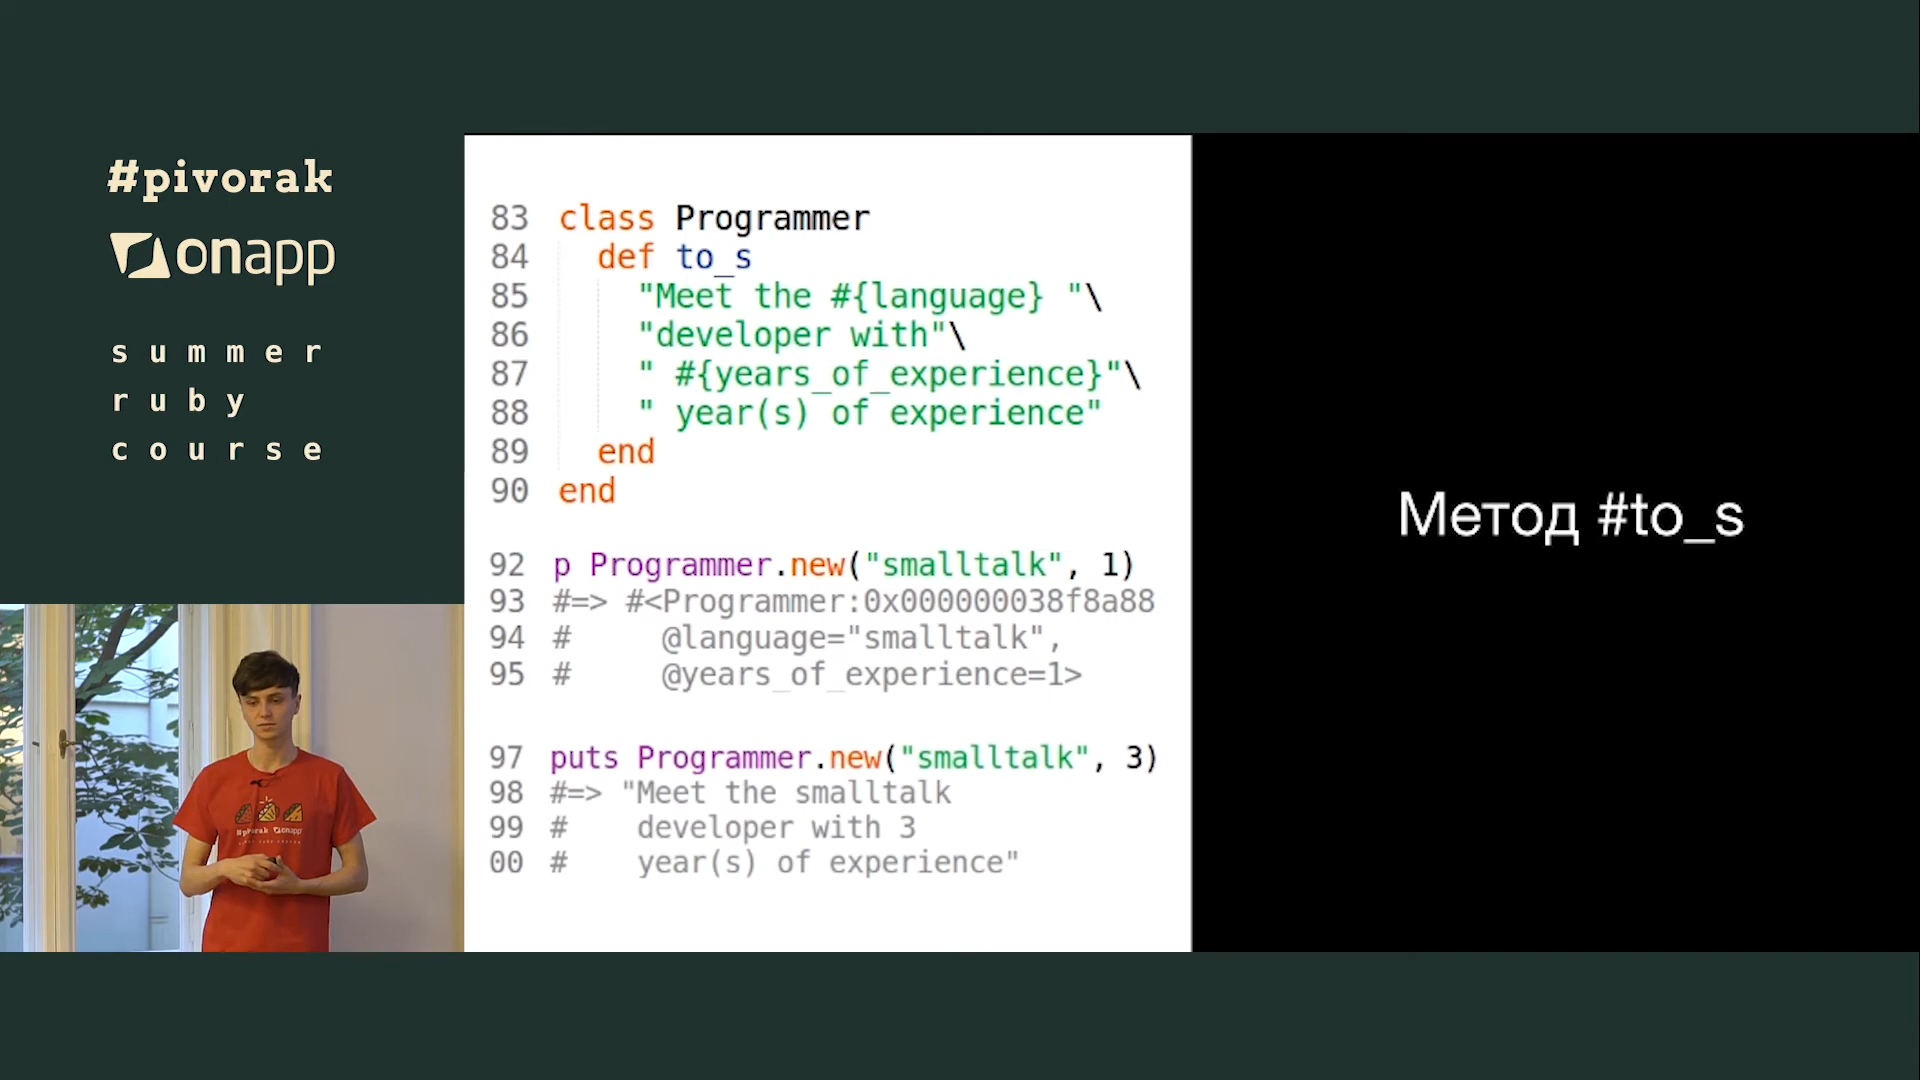 #pivorak
onapp
summer
ruby
course
83 class Programmer
84 def to_s
85 "Meet the #{language} "\
86 "developer with"\
87 " #{years_of_experience}"\
88 " year(s) of experience"
89 end
90 end
92 p Programmer.new("smalltalk", 1)
93 #=> #<Programmer:0x000000038f8a88
94 # @language="smalltalk",
95 # @years_of_experience=1>
97 puts Programmer.new("smalltalk", 3)
98 #=> "Meet the smalltalk
99 # developer with 3
00 # year(s) of experience"
Метод #to_s
#pivorak onapp